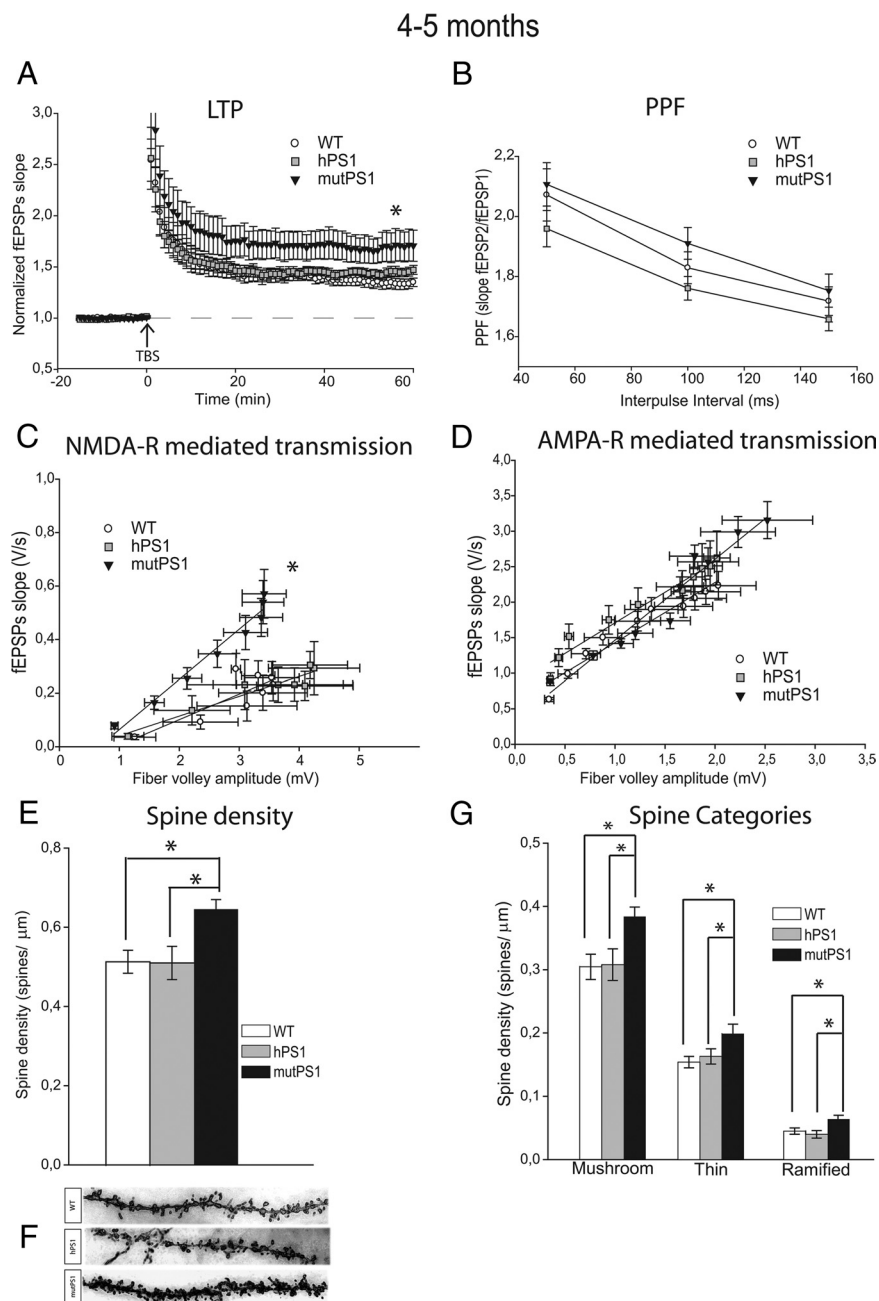 4-5 months
A
LTP
Normalized fEPSPs slope
3,0
2,5
2,0
1,5
1,0
0,5
WT
hPS1
mutPS1
*
TBS
-20
0
20
40
60
Time (min)
B
PPF
PPF (slope fEPSP2/fEPSP1)
2,2
2,0
1,8
1,6
WT
hPS1
mutPS1
40
60
80
100
120
140
160
Interpulse Interval (ms)
C
NMDA-R mediated transmission
fEPSPs slope (V/s)
1,0
0,8
0,6
0,4
0,2
0,0
WT
hPS1
mutPS1
*
0
1
2
3
4
5
Fiber volley amplitude (mV)
D
AMPA-R mediated transmission
fEPSPs slope (V/s)
4,0
3,5
3,0
2,5
2,0
1,5
1,0
0,5
0,0
WT
hPS1
mutPS1
0,0
0,5
1,0
1,5
2,0
2,5
3,0
3,5
Fiber volley amplitude (mV)
E
Spine density
Spine density (spines/ μm)
0,8
0,6
0,4
0,2
0,0
*
*
WT
hPS1
mutPS1
G
Spine Categories
Spine density (spines/ μm)
0,5
0,4
0,3
0,2
0,1
0,0
*
*
*
*
*
*
WT
hPS1
mutPS1
Mushroom
Thin
Ramified
F
WT
hPS1
mutPS1